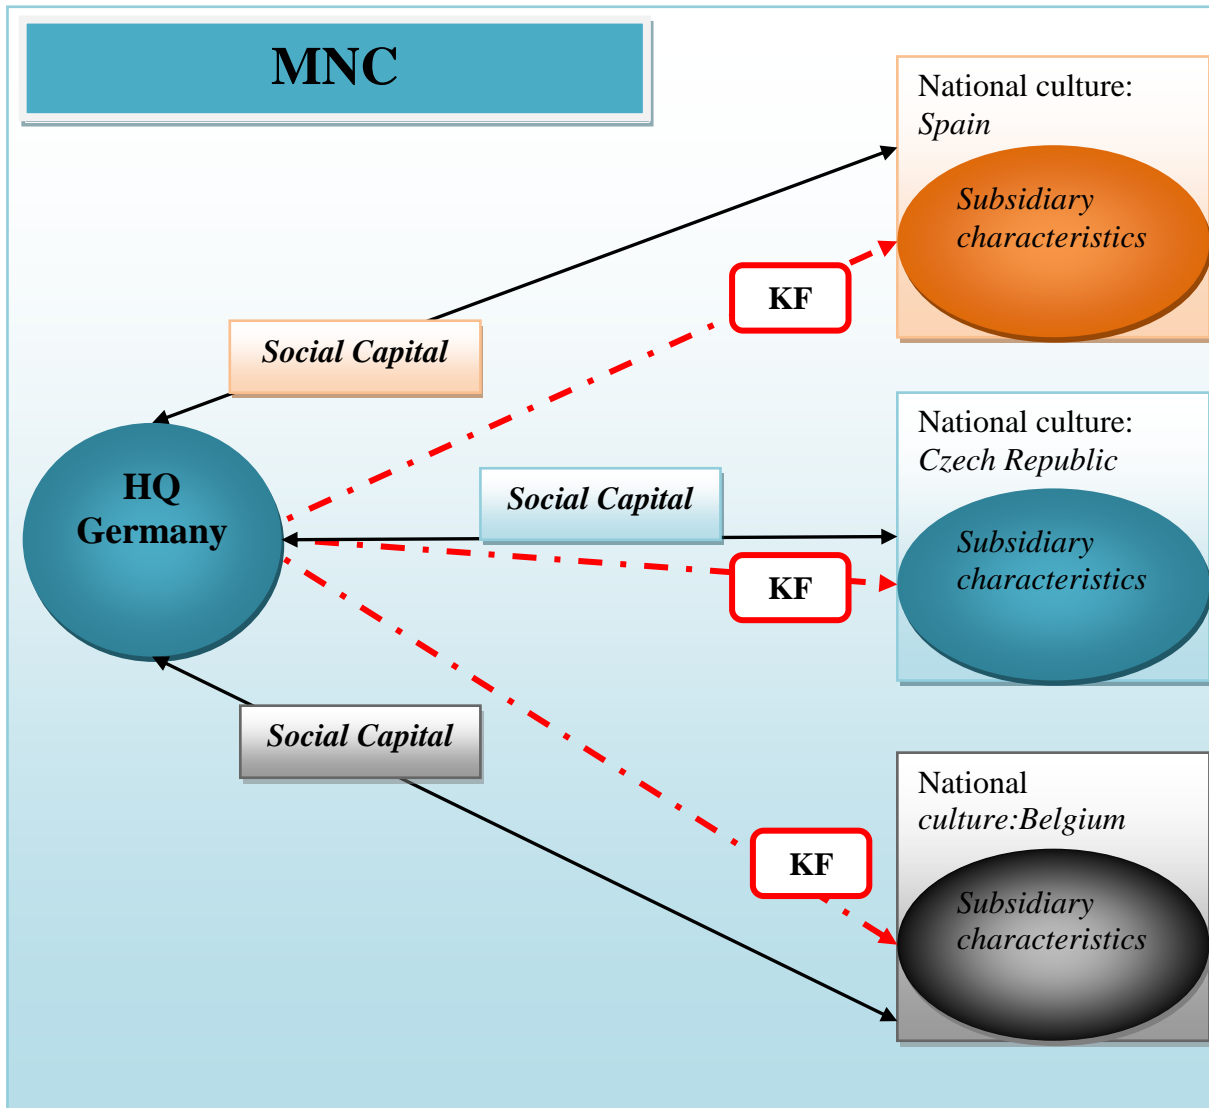 MNC
National culture:
Spain
Subsidiary
characteristics
KF
Social Capital
National culture:
Czech Republic
HQ
Germany
Social Capital
Subsidiary
characteristics
KF
Social Capital
National
culture:Belgium
KF
Subsidiary
characteristics